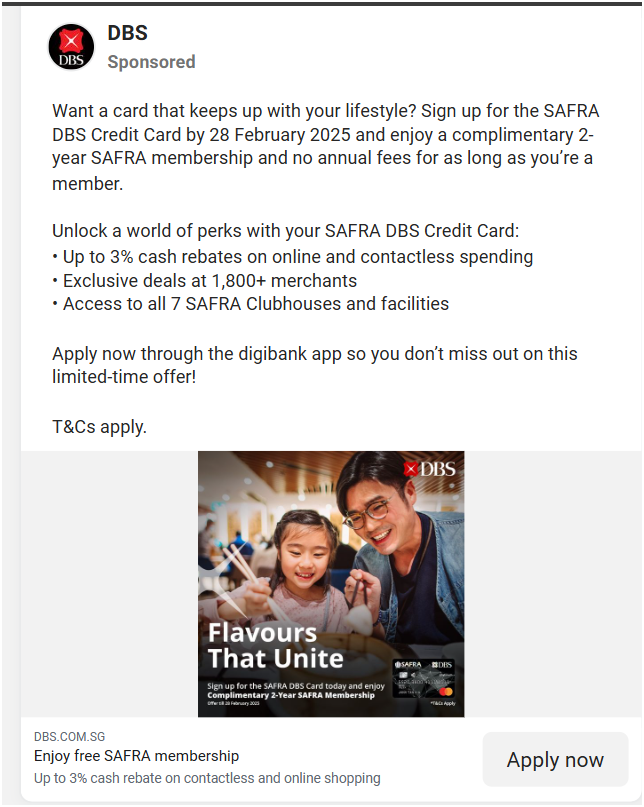 DBS
DBS
Sponsored
Want a card that keeps up with your lifestyle? Sign up for the SAFRA
DBS Credit Card by 28 February 2025 and enjoy a complimentary 2-
year SAFRA membership and no annual fees for as long as you’re a
member.
Unlock a world of perks with your SAFRA DBS Credit Card:
• Up to 3% cash rebates on online and contactless spending
• Exclusive deals at 1,800+ merchants
• Access to all 7 SAFRA Clubhouses and facilities
Apply now through the digibank app so you don’t miss out on this
limited-time offer!
T&Cs apply.
DBS
Flavours
That Unite
Sign up for the SAFRA DBS Card today and enjoy
Complimentary 2-Year SAFRA Membership
SAFRA DBS
*T&Cs Apply
DBS.COM.SG
Enjoy free SAFRA membership
Up to 3% cash rebate on contactless and online shopping
Apply now